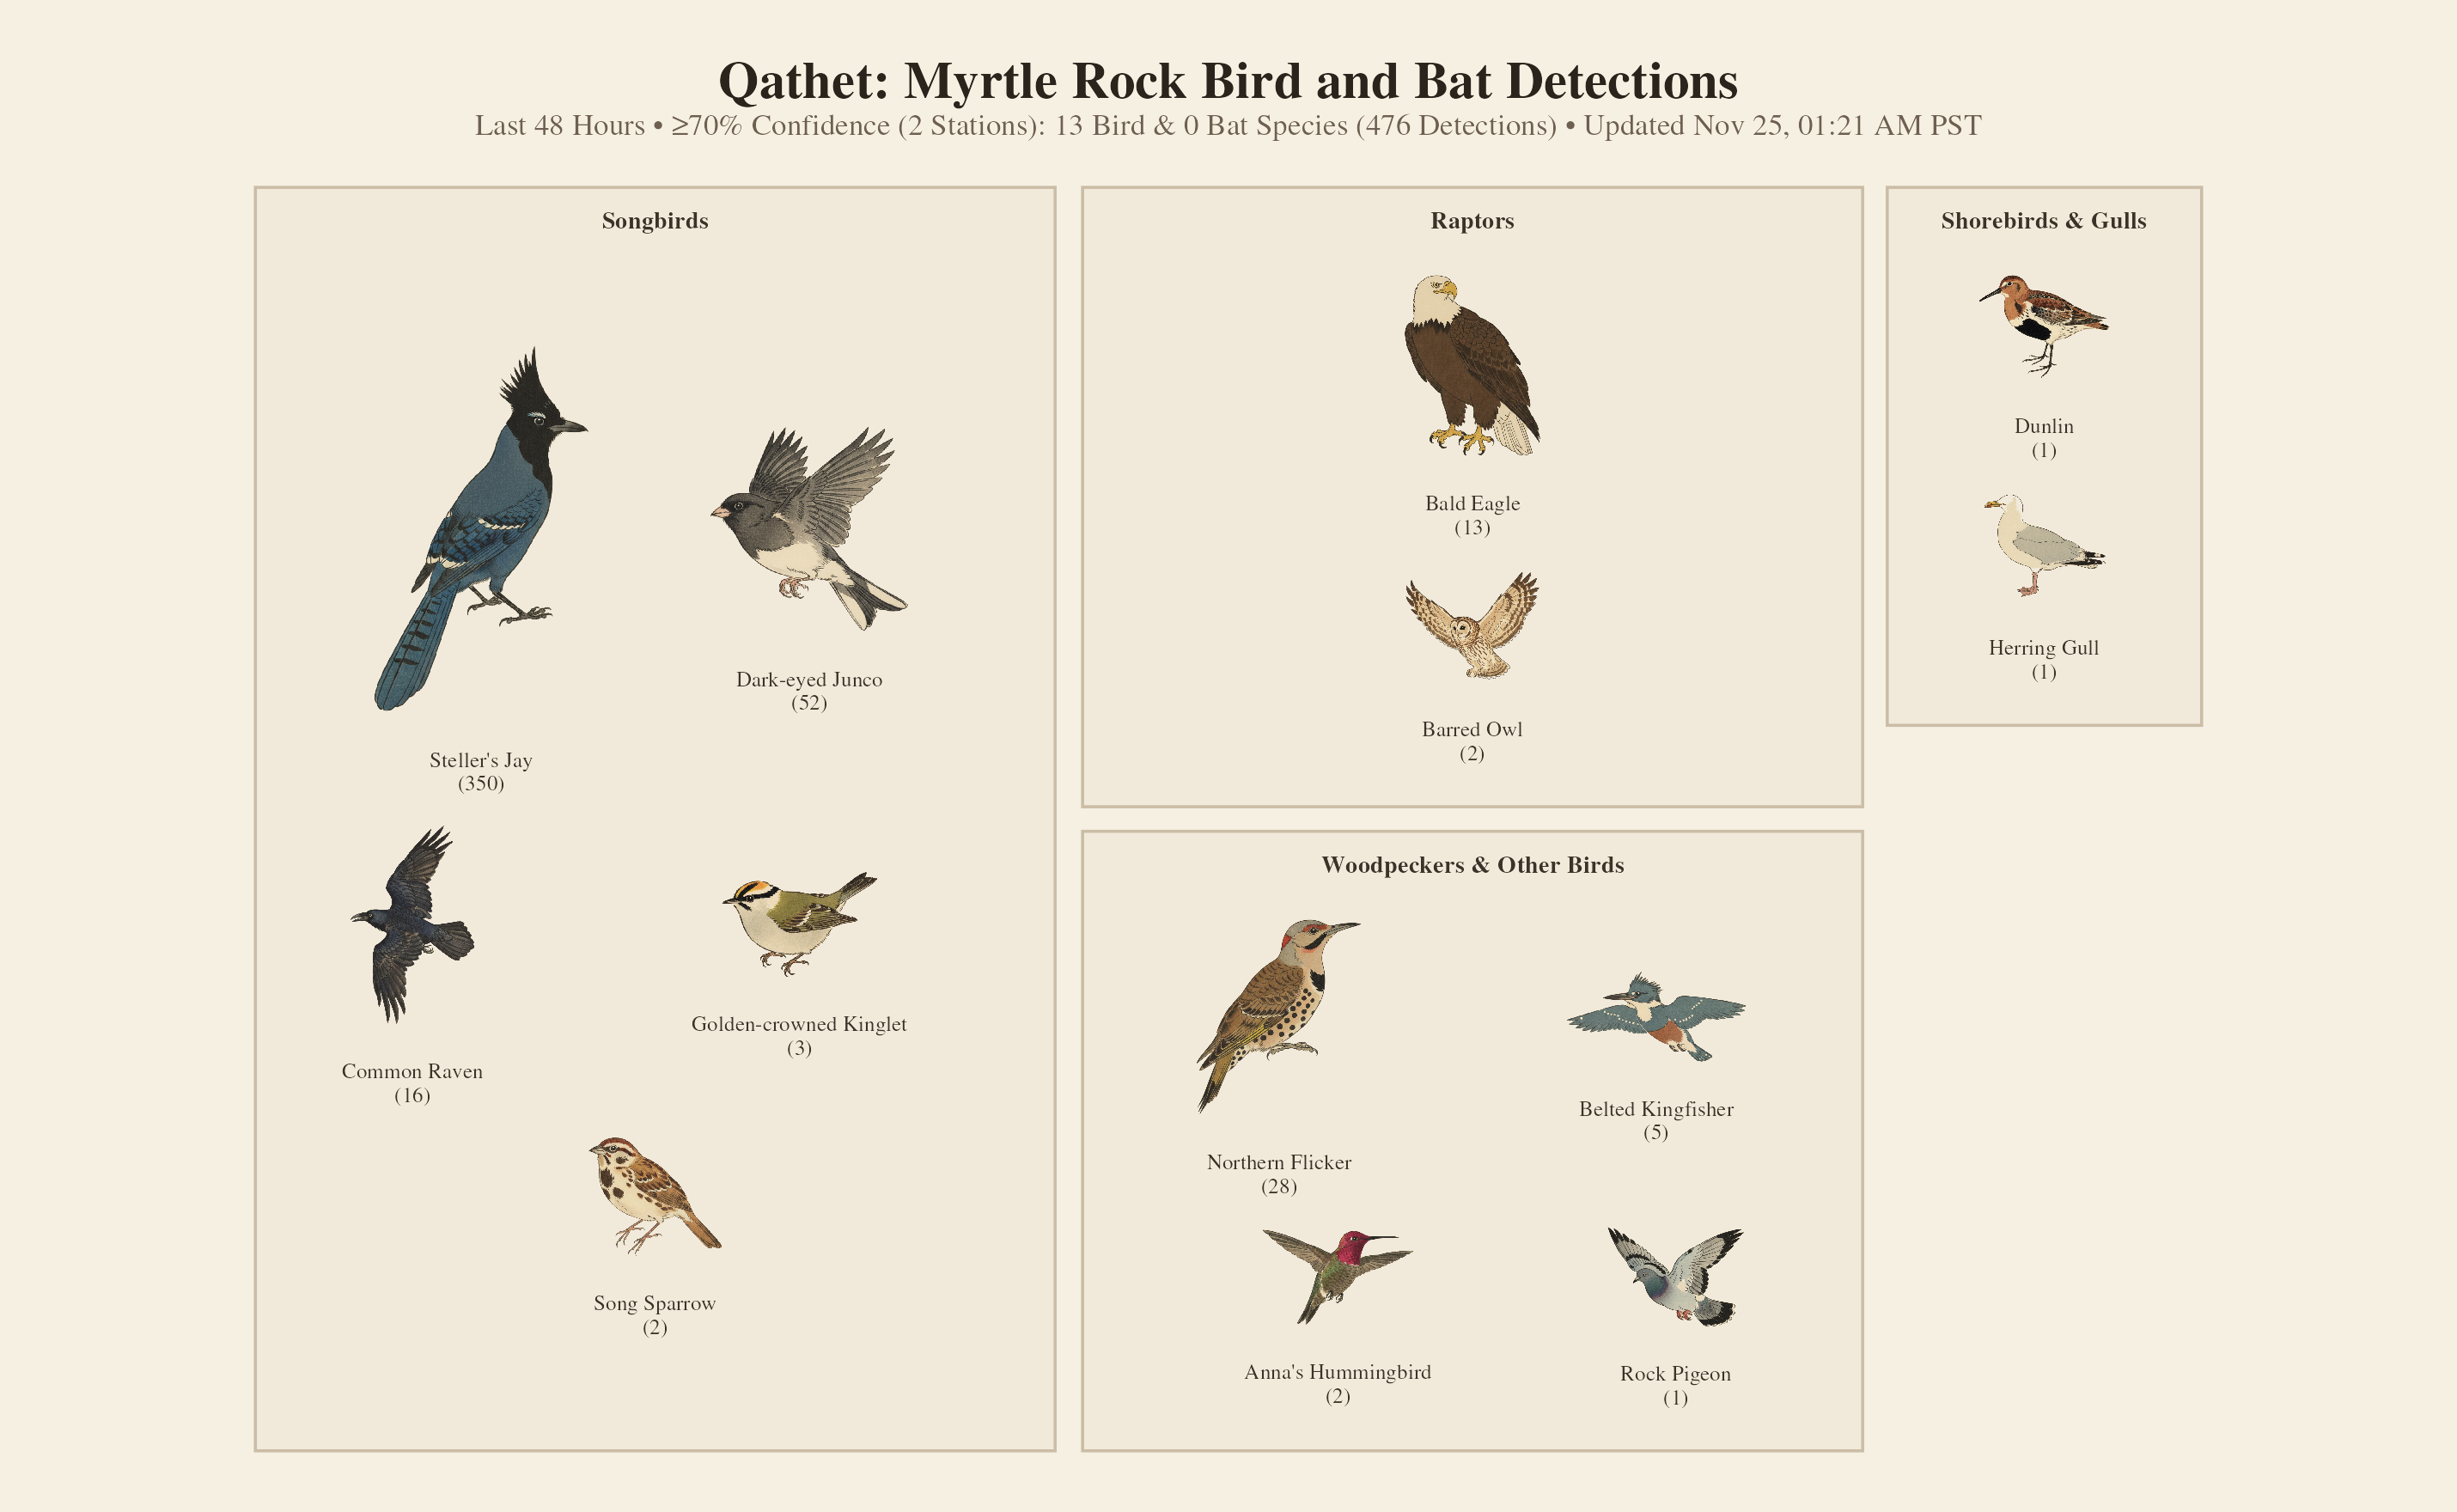 Qathet: Myrtle Rock Bird and Bat Detections
Last 48 Hours • ≥70% Confidence (2 Stations): 13 Bird & 0 Bat Species (476 Detections) • Updated Nov 25, 01:21 AM PST
Songbirds
Steller's Jay
(350)
Dark-eyed Junco
(52)
Common Raven
(16)
Golden-crowned Kinglet
(3)
Song Sparrow
(2)
Raptors
Bald Eagle
(13)
Barred Owl
(2)
Woodpeckers & Other Birds
Northern Flicker
(28)
Belted Kingfisher
(5)
Anna's Hummingbird
(2)
Rock Pigeon
(1)
Shorebirds & Gulls
Dunlin
(1)
Herring Gull
(1)